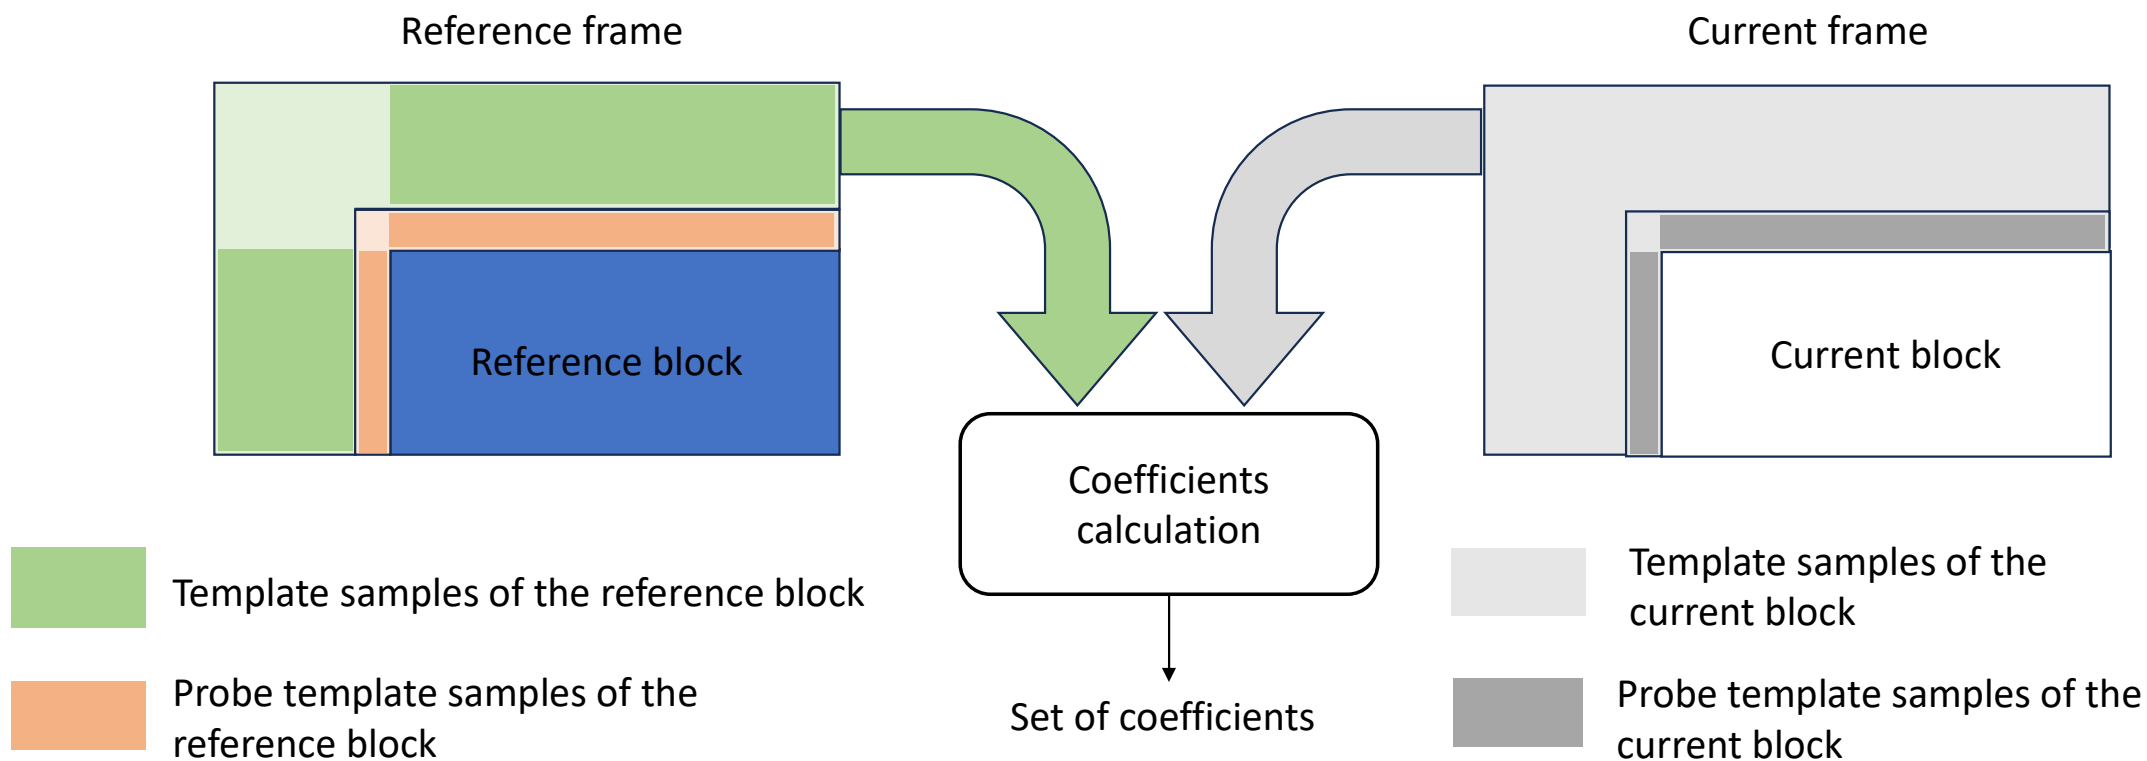 Reference frame
Current frame
Reference block
Current block
Coefficients
calculation
Template samples of the reference block
Template samples of the
current block
Probe template samples of the
reference block
Set of coefficients
Probe template samples of the
current block